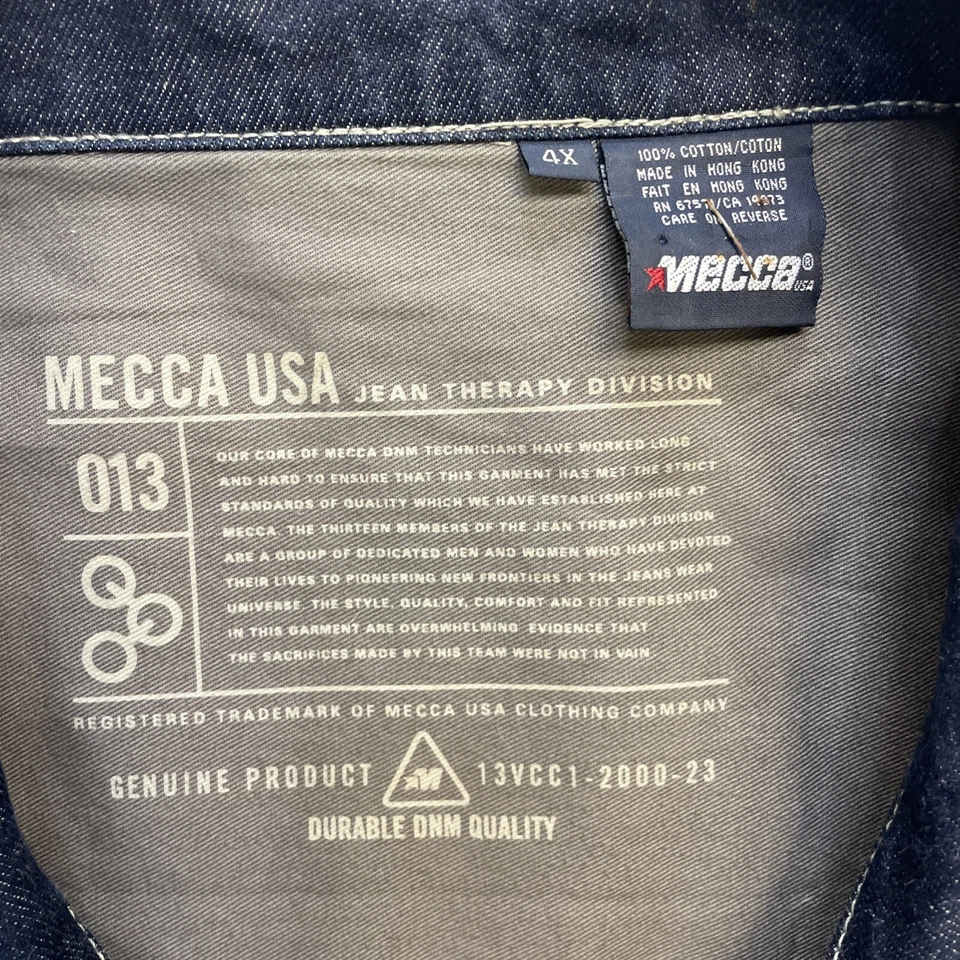 4X
100% COTTON/COTON
MADE IN HONG KONG
FAIT EN HONG KONG
RN 67571/CA 19973
CARE ON REVERSE
MECCA®
USA
MECCA USA JEAN THERAPY DIVISION
013
OUR CORE OF MECCA DNM TECHNICIANS HAVE WORKED LONG
AND HARD TO ENSURE THAT THIS GARMENT HAS MET THE STRICT
STANDARDS OF QUALITY WHICH WE HAVE ESTABLISHED HERE AT
MECCA. THE THIRTEEN MEMBERS OF THE JEAN THERAPY DIVISION
ARE A GROUP OF DEDICATED MEN AND WOMEN WHO HAVE DEVOTED
THEIR LIVES TO PIONEERING NEW FRONTIERS IN THE JEANS WEAR
UNIVERSE. THE STYLE, QUALITY, COMFORT AND FIT REPRESENTED
IN THIS GARMENT ARE OVERWHELMING EVIDENCE THAT
THE SACRIFICES MADE BY THIS TEAM WERE NOT IN VAIN.
REGISTERED TRADEMARK OF MECCA USA CLOTHING COMPANY
GENUINE PRODUCT M 13VCC1-2000-23
DURABLE DNM QUALITY